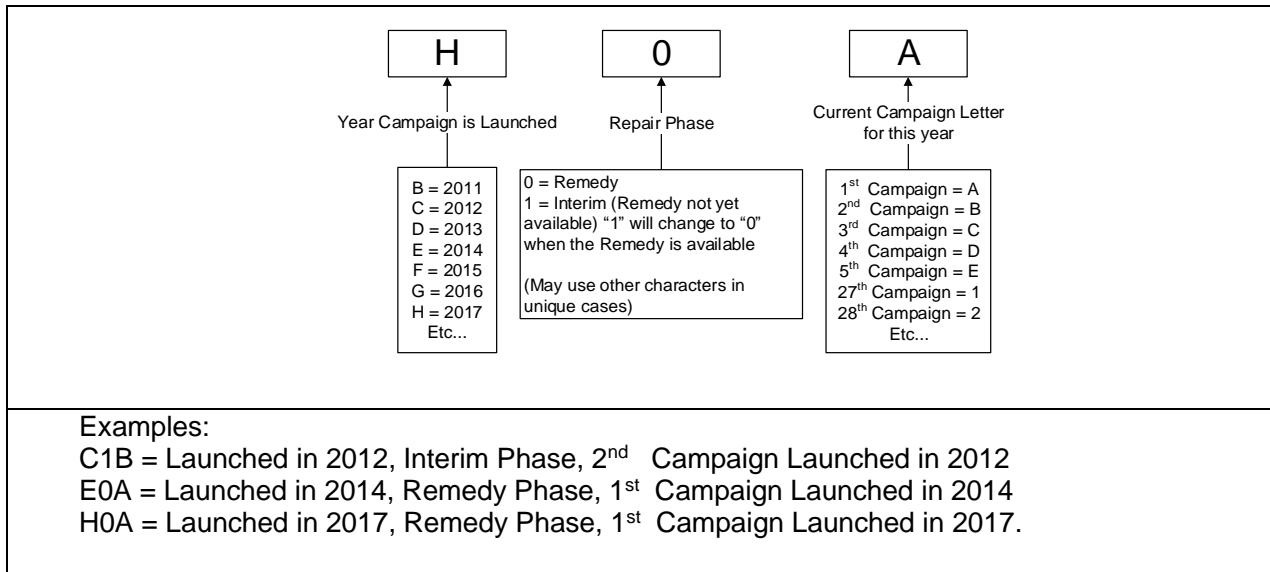 H
0
A
Year Campaign is Launched
Repair Phase
Current Campaign Letter
for this year
B = 2011
C = 2012
D = 2013
E = 2014
F = 2015
G = 2016
H = 2017
Etc...
0 = Remedy
1 = Interim (Remedy not yet
available) “1” will change to “0”
when the Remedy is available
(May use other characters in
unique cases)
1st Campaign = A
2nd Campaign = B
3rd Campaign = C
4th Campaign = D
5th Campaign = E
27th Campaign = 1
28th Campaign = 2
Etc...
Examples:
C1B = Launched in 2012, Interim Phase, 2nd Campaign Launched in 2012
E0A = Launched in 2014, Remedy Phase, 1st Campaign Launched in 2014
H0A = Launched in 2017, Remedy Phase, 1st Campaign Launched in 2017.